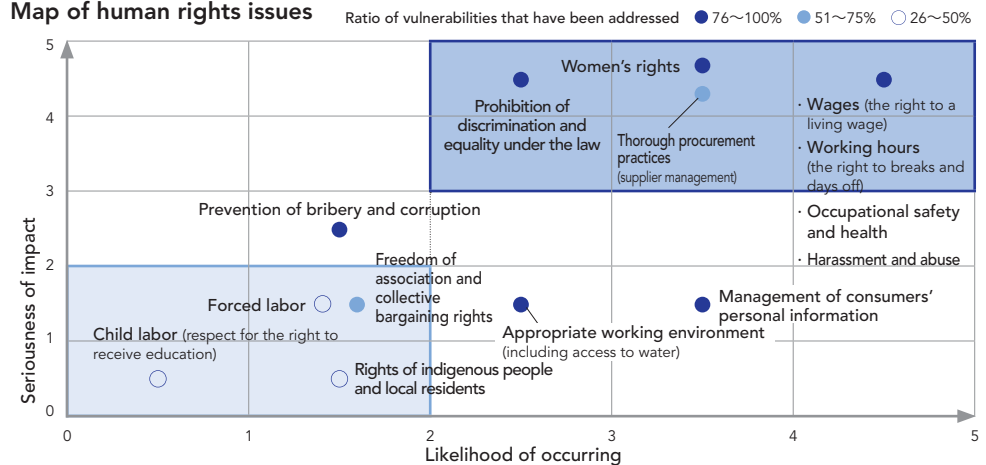 Map of human rights issues
Ratio of vulnerabilities that have been addressed 76～100% 51～75% 26～50%
Seriousness of impact
5
4
3
2
1
0
Women's rights
Prohibition of
discrimination and
equality under the law
Thorough procurement
practices
(supplier management)
· Wages (the right to a
living wage)
· Working hours
(the right to breaks and
days off)
· Occupational safety
and health
· Harassment and abuse
Prevention of bribery and corruption
Freedom of
association and
collective
bargaining rights
Forced labor
Child labor (respect for the right to
receive education)
Rights of indigenous people
and local residents
Appropriate working environment
(including access to water)
Management of consumers'
personal information
0 1 2 3 4 5
Likelihood of occurring